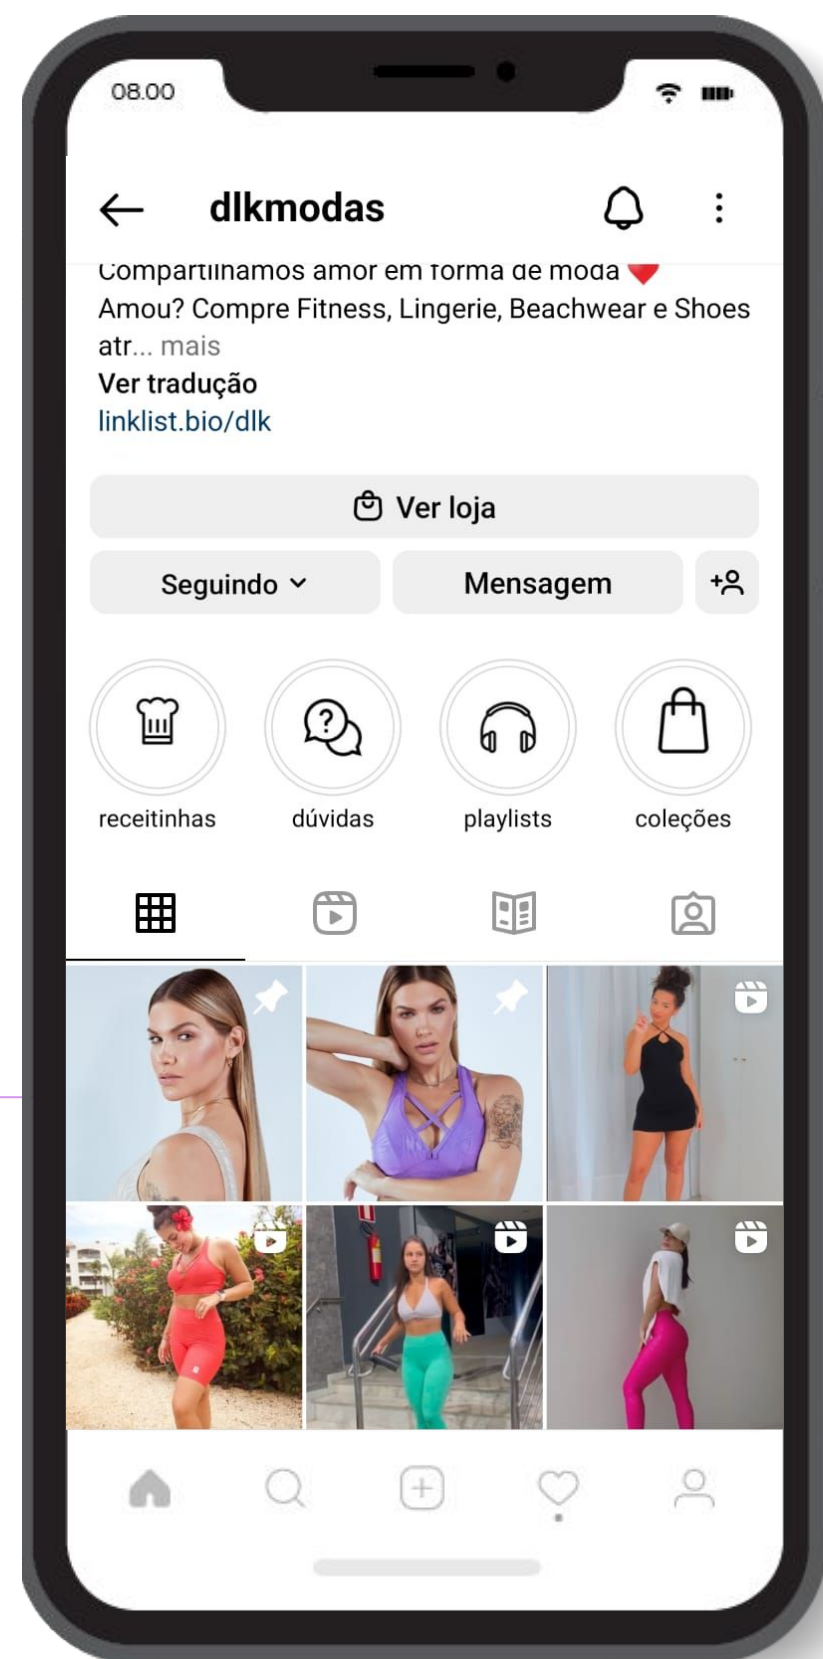 08.00
dlkmodas
Compartilhamos amor em forma de moda ❤️
Amou? Compre Fitness, Lingerie, Beachwear e Shoes
atr... mais
Ver tradução
linklist.bio/dlk
Ver loja
Seguindo
Mensagem
receitinhas
dúvidas
playlists
coleções